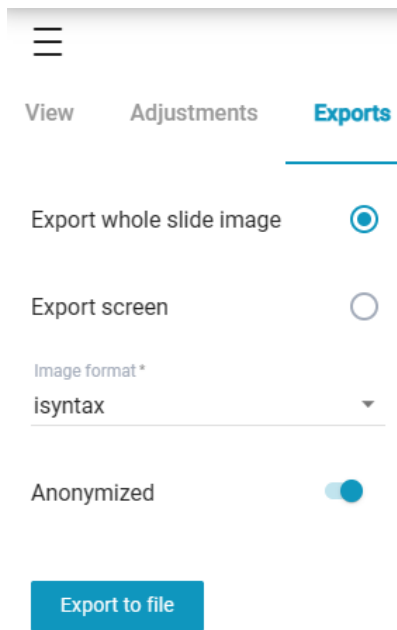 View Adjustments Exports
Export whole slide image
Export screen
Image format*
isyntax
Anonymized
Export to file